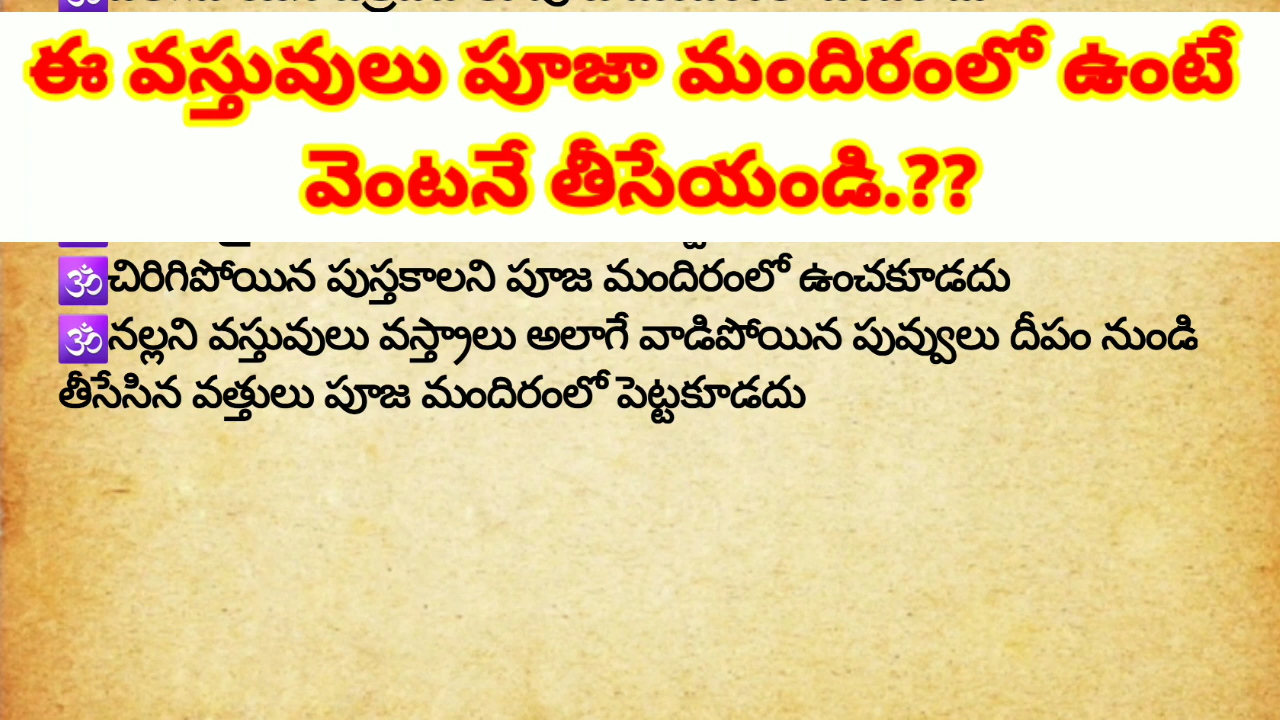 ఈ వస్తువులు పూజా మందిరంలో ఉంటే
వెంటనే తీసేయండి.??
🕉️చిరిగిపోయిన పుస్తకాలని పూజ మందిరంలో ఉంచకూడదు
🕉️నల్లని వస్తువులు వస్త్రాలు అలాగే వాడిపోయిన పువ్వులు దీపం నుండి
తీసేసిన వత్తులు పూజ మందిరంలో పెట్టకూడదు